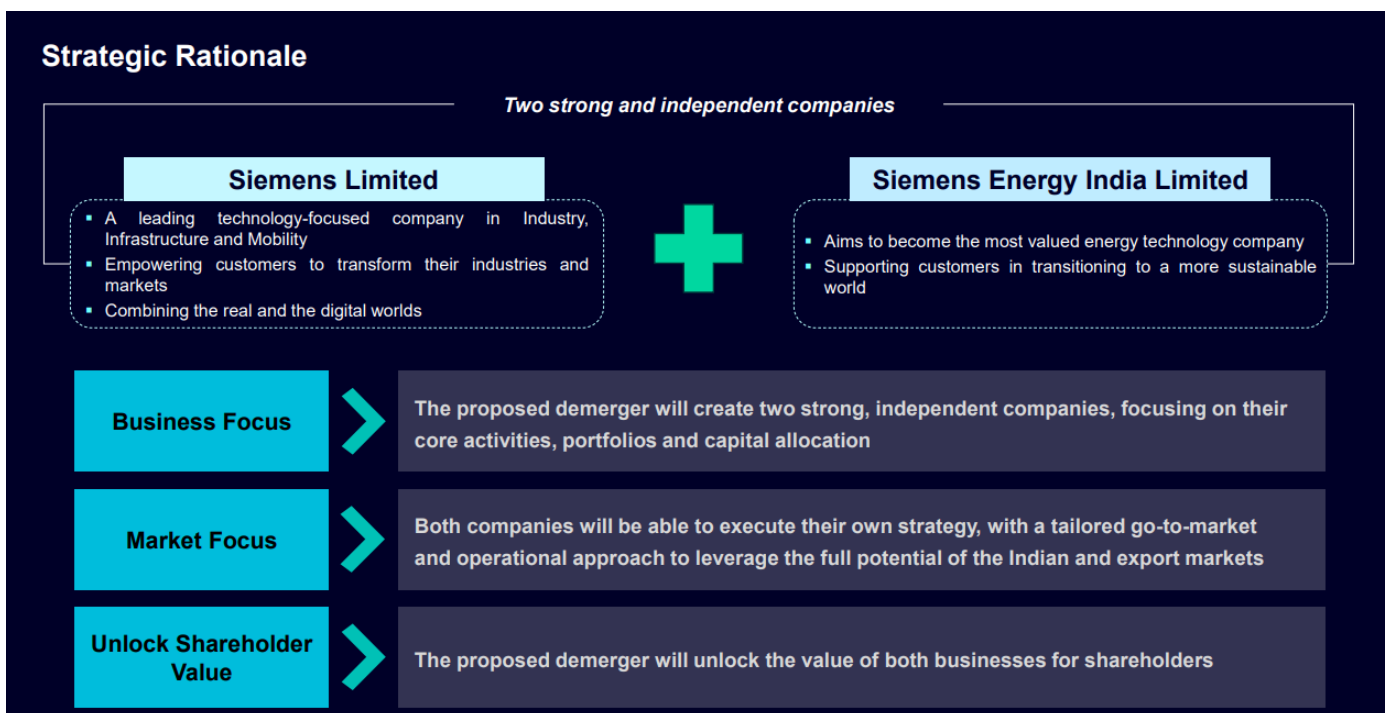 Strategic Rationale
Two strong and independent companies
Siemens Limited
▪ A leading technology-focused company in Industry,
Infrastructure and Mobility
▪ Empowering customers to transform their industries and
markets
▪ Combining the real and the digital worlds
Siemens Energy India Limited
▪ Aims to become the most valued energy technology company
▪ Supporting customers in transitioning to a more sustainable
world
Business Focus
The proposed demerger will create two strong, independent companies, focusing on their
core activities, portfolios and capital allocation
Market Focus
Both companies will be able to execute their own strategy, with a tailored go-to-market
and operational approach to leverage the full potential of the Indian and export markets
Unlock Shareholder
Value
The proposed demerger will unlock the value of both businesses for shareholders